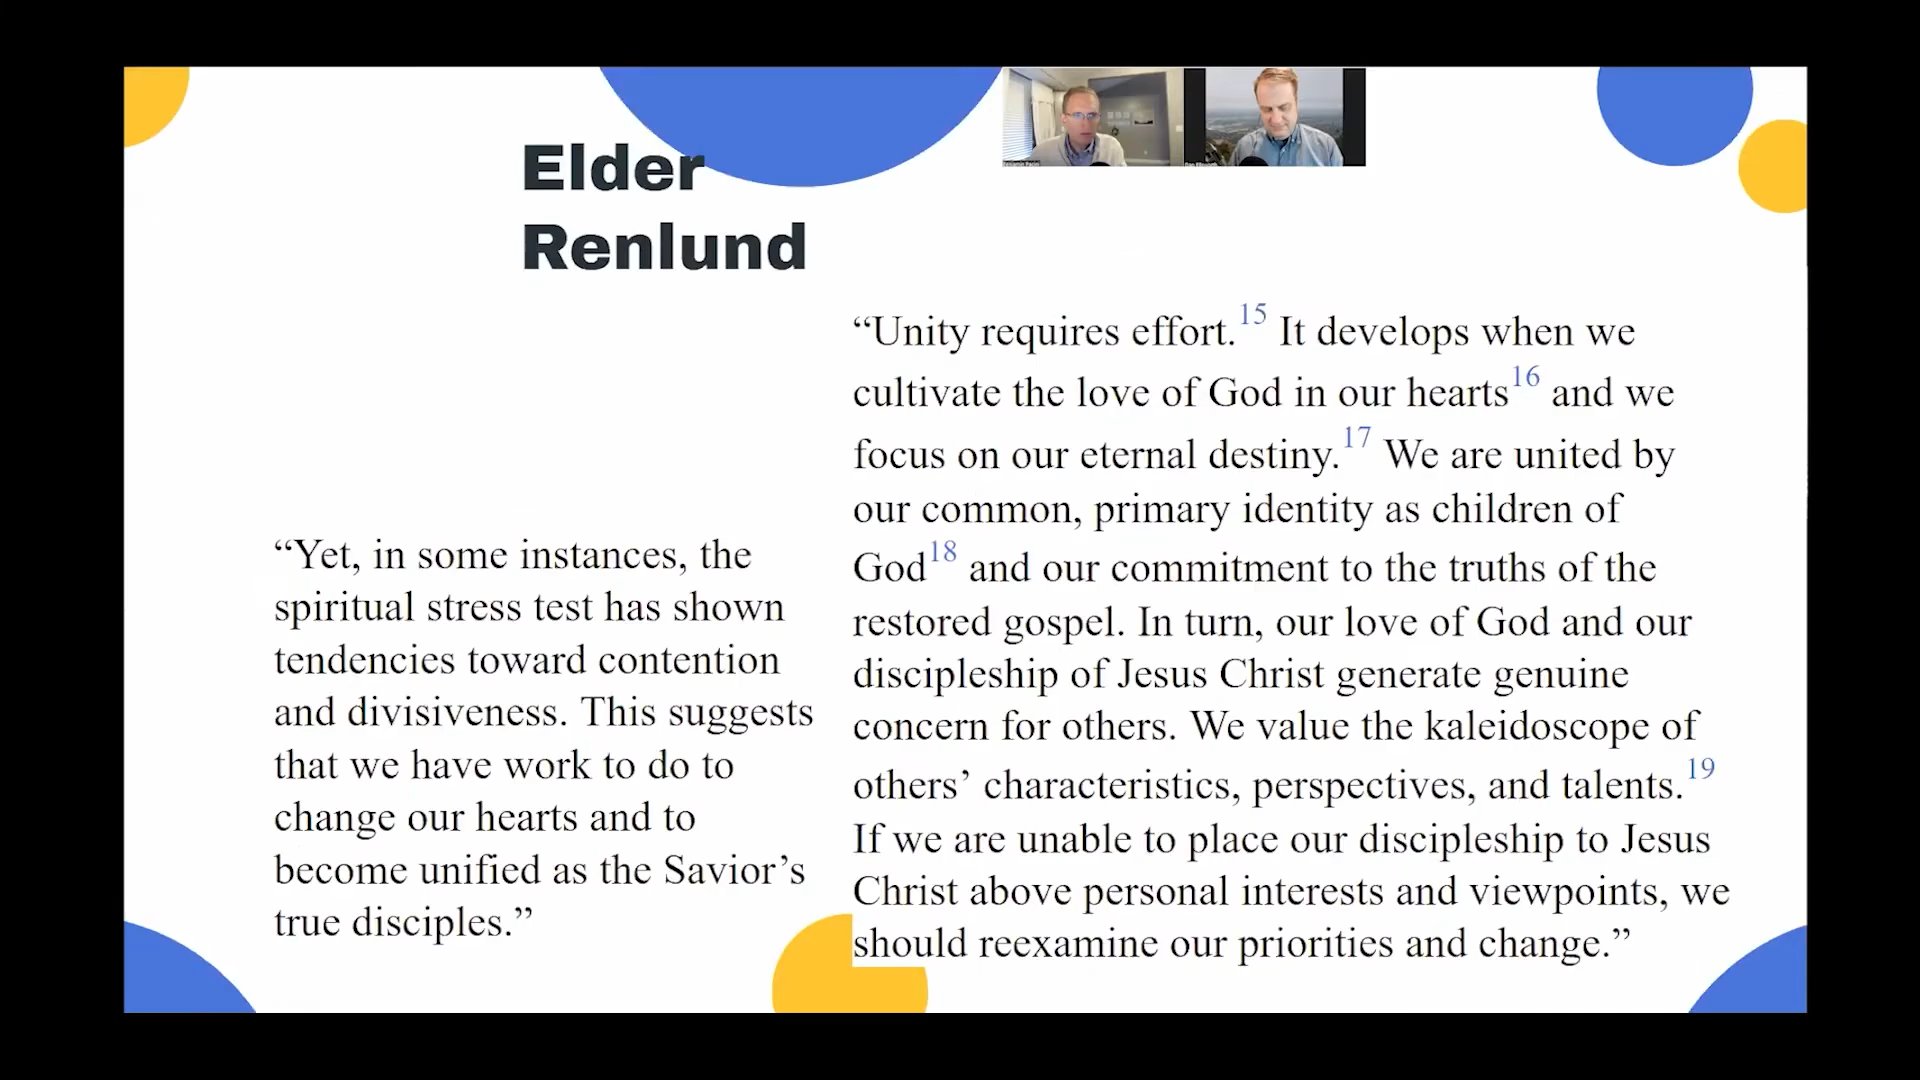 Elder
Renlund
“Yet, in some instances, the
spiritual stress test has shown
tendencies toward contention
and divisiveness. This suggests
that we have work to do to
change our hearts and to
become unified as the Savior’s
true disciples.”
“Unity requires effort.15 It develops when we
cultivate the love of God in our hearts16 and we
focus on our eternal destiny.17 We are united by
our common, primary identity as children of
God18 and our commitment to the truths of the
restored gospel. In turn, our love of God and our
discipleship of Jesus Christ generate genuine
concern for others. We value the kaleidoscope of
others’ characteristics, perspectives, and talents.19
If we are unable to place our discipleship to Jesus
Christ above personal interests and viewpoints, we
should reexamine our priorities and change.”